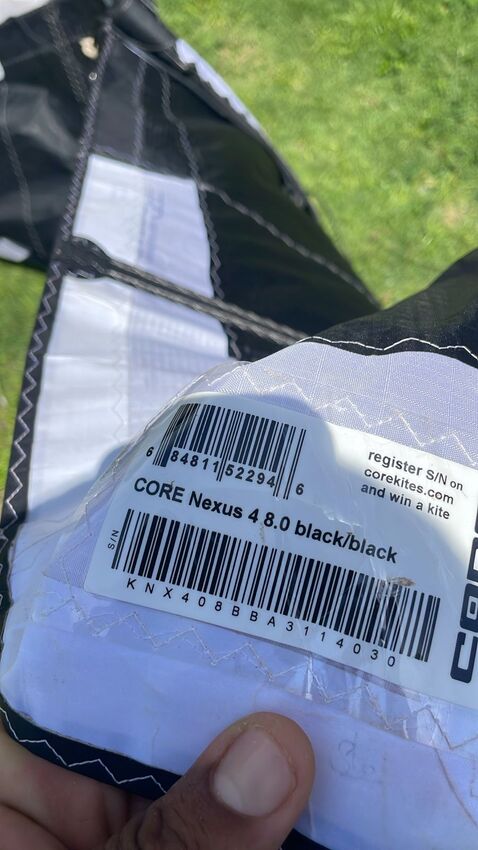 6 84811 52294 6
register S/N on
corekites.com
and win a kite
CORE Nexus 4 8.0 black/black
S/N
KNX408BBA3114030